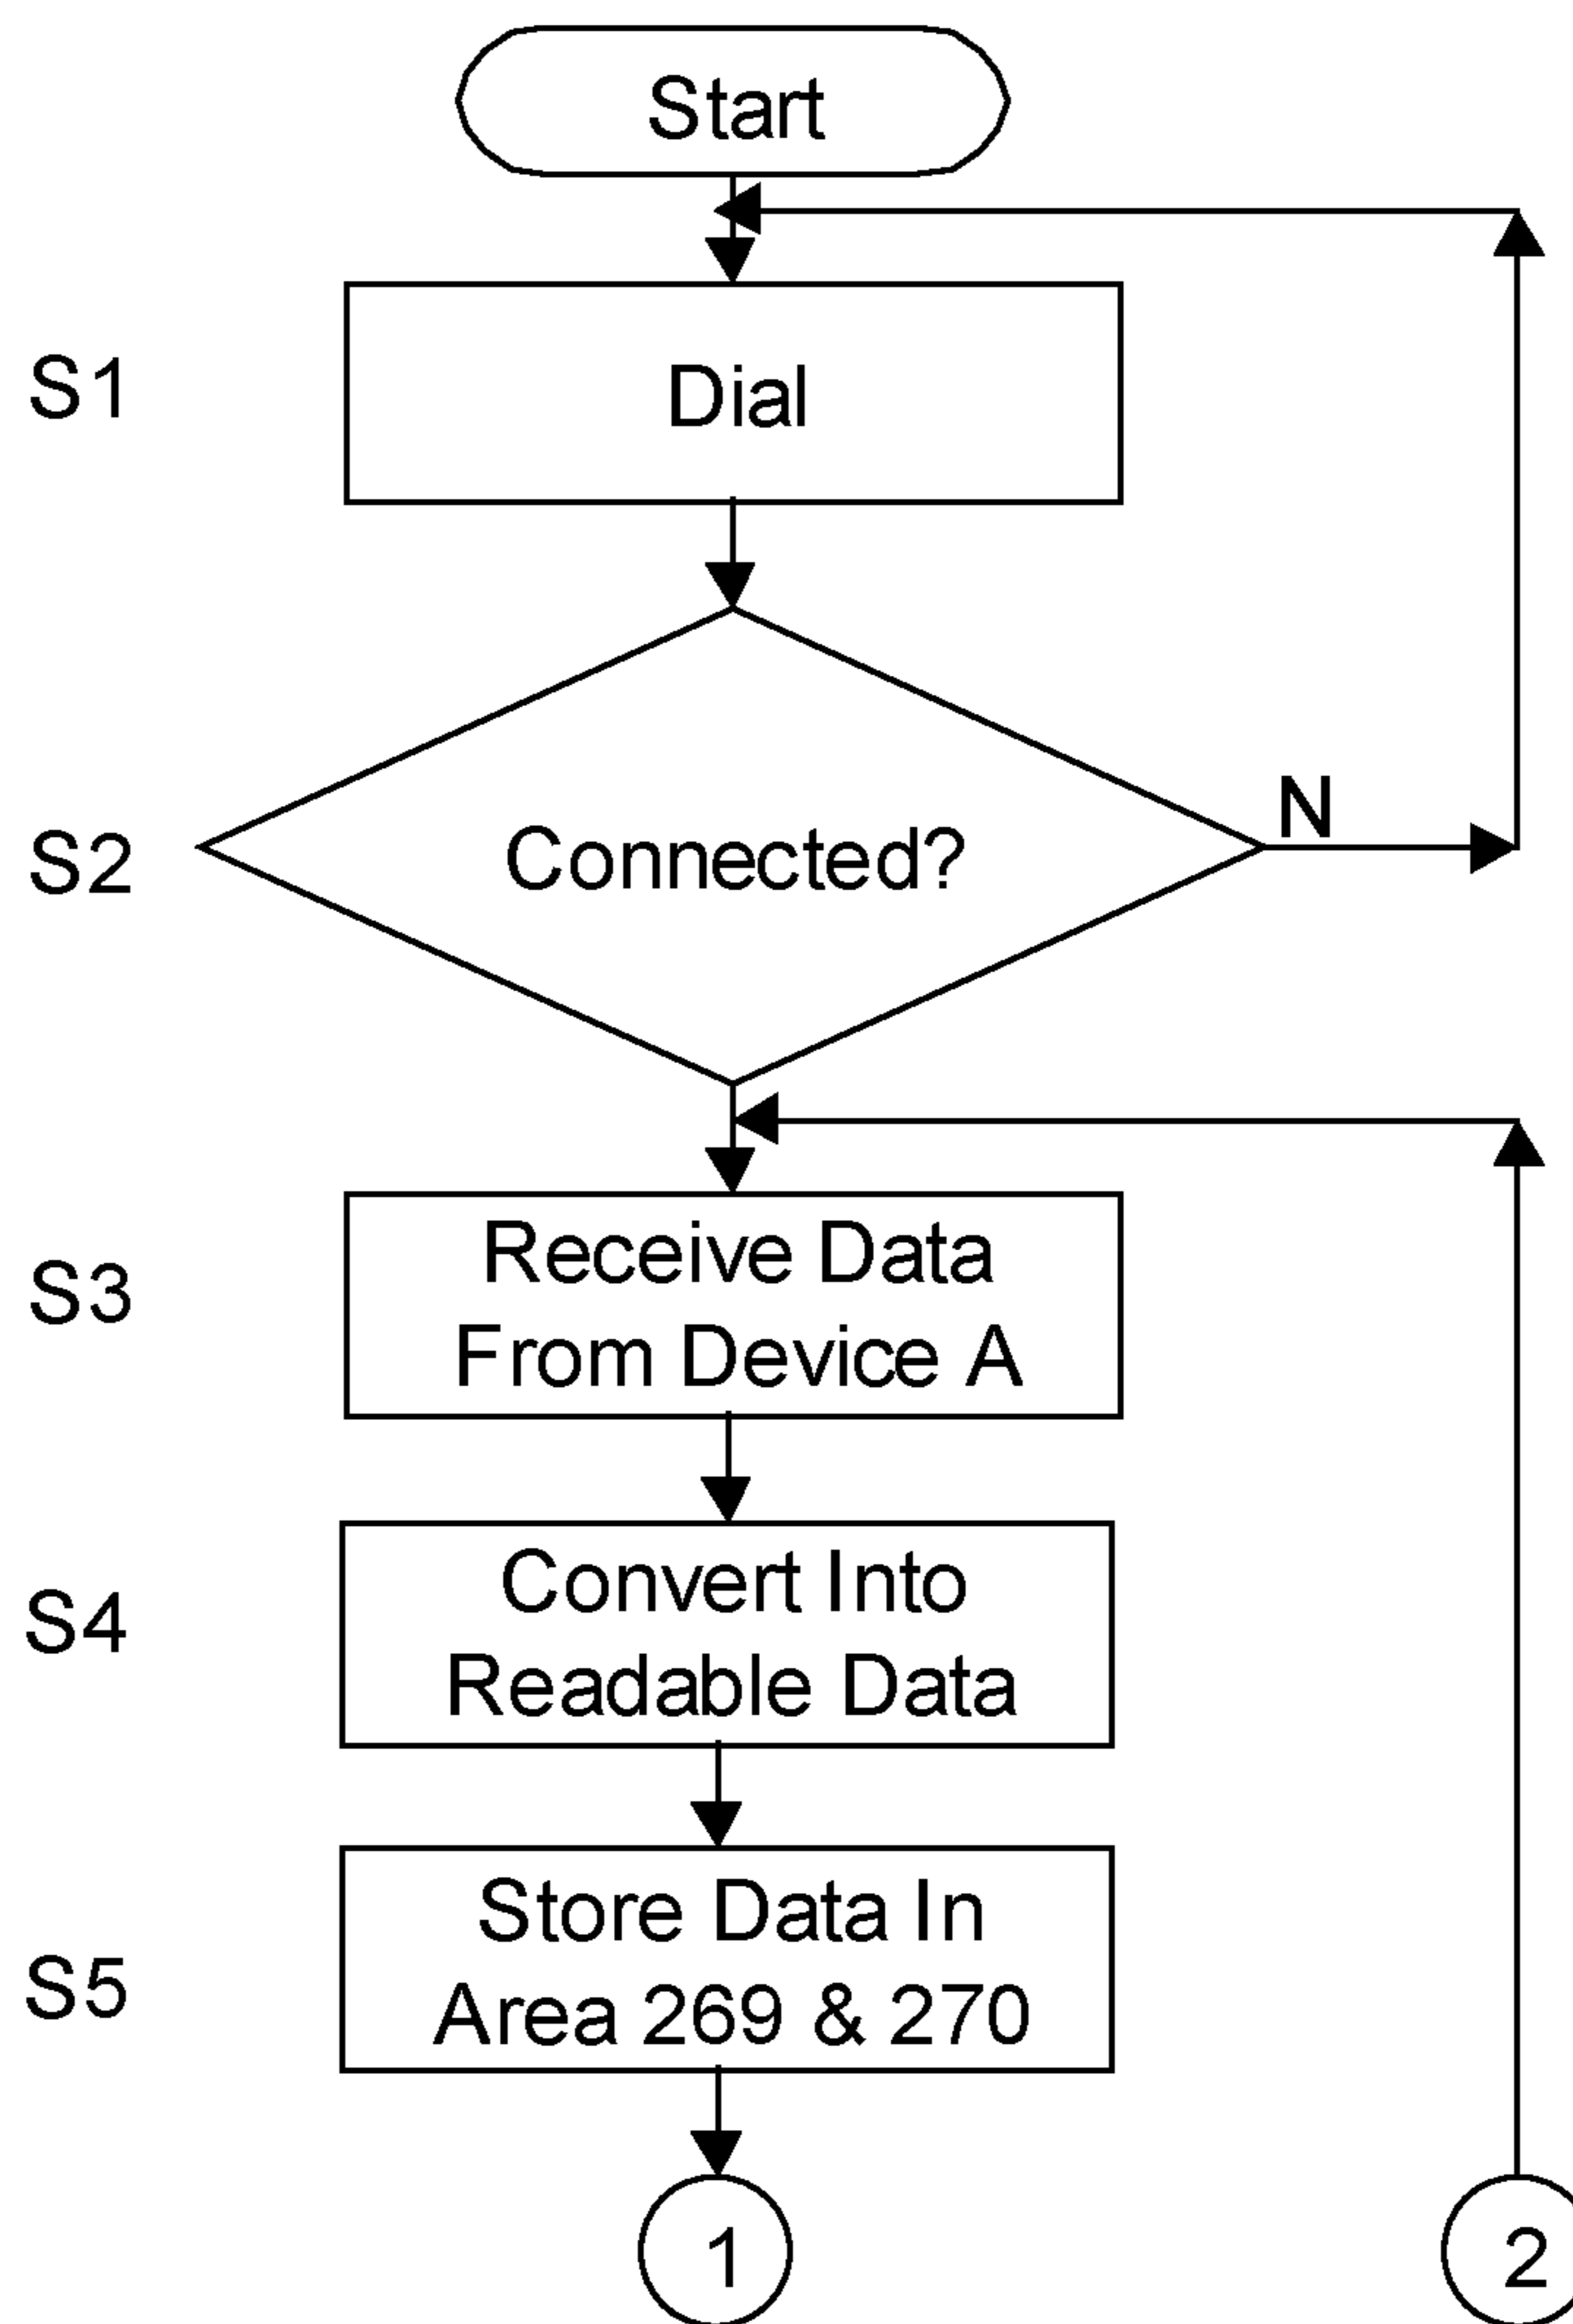 Start
S1
Dial
S2
Connected?
N
S3
Receive Data
From Device A
S4
Convert Into
Readable Data
S5
Store Data In
Area 269 & 270
1
2